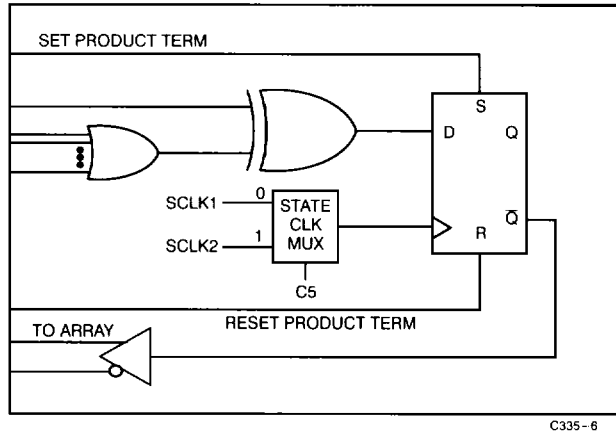 SET PRODUCT TERM
S
D
Q
0
SCLK1
STATE
CLK
MUX
SCLK2
1
R
Q̅
C5
RESET PRODUCT TERM
TO ARRAY
C335-6